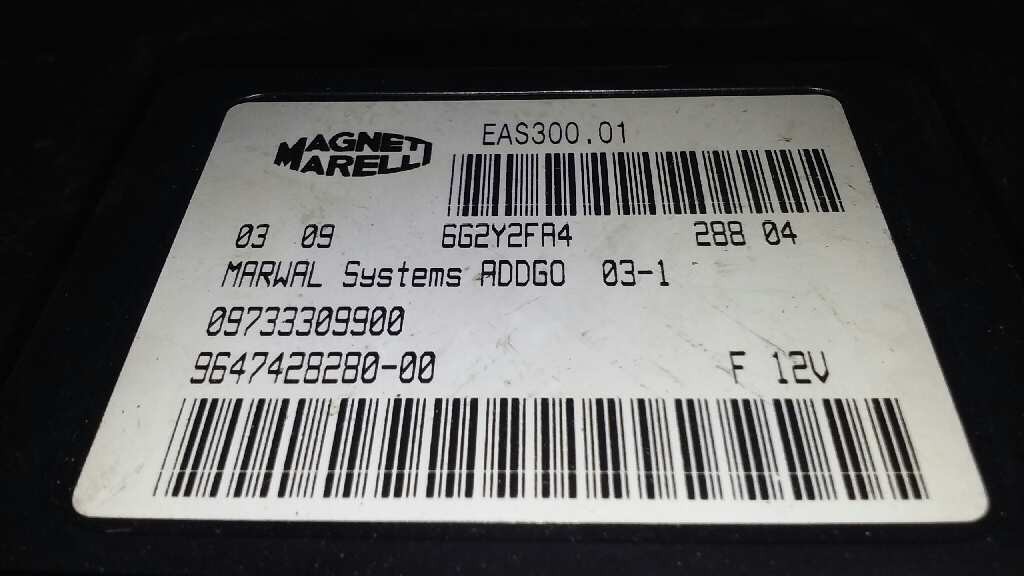 MAGNETI MARELLI
EAS300.01
03 09 6G2Y2FA4 288 04
MARWAL Systems ADDGO 03-1
09733309900
9647428280-00 F 12V